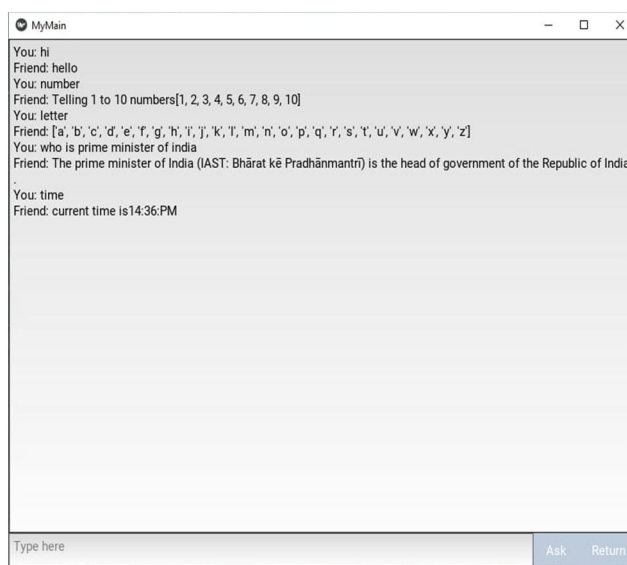 MyMain
You: hi
Friend: hello
You: number
Friend: Telling 1 to 10 numbers[1, 2, 3, 4, 5, 6, 7, 8, 9, 10]
You: letter
Friend: ['a', 'b', 'c', 'd', 'e', 'f', 'g', 'h', 'i', 'j', 'k', 'l', 'm', 'n', 'o', 'p', 'q', 'r', 's', 't', 'u', 'v', 'w', 'x', 'y', 'z']
You: who is prime minister of india
Friend: The prime minister of India (IAST: Bhārat kē Pradhānmantrī) is the head of government of the Republic of India
.
You: time
Friend: current time is14:36:PM
Type here
Ask Return